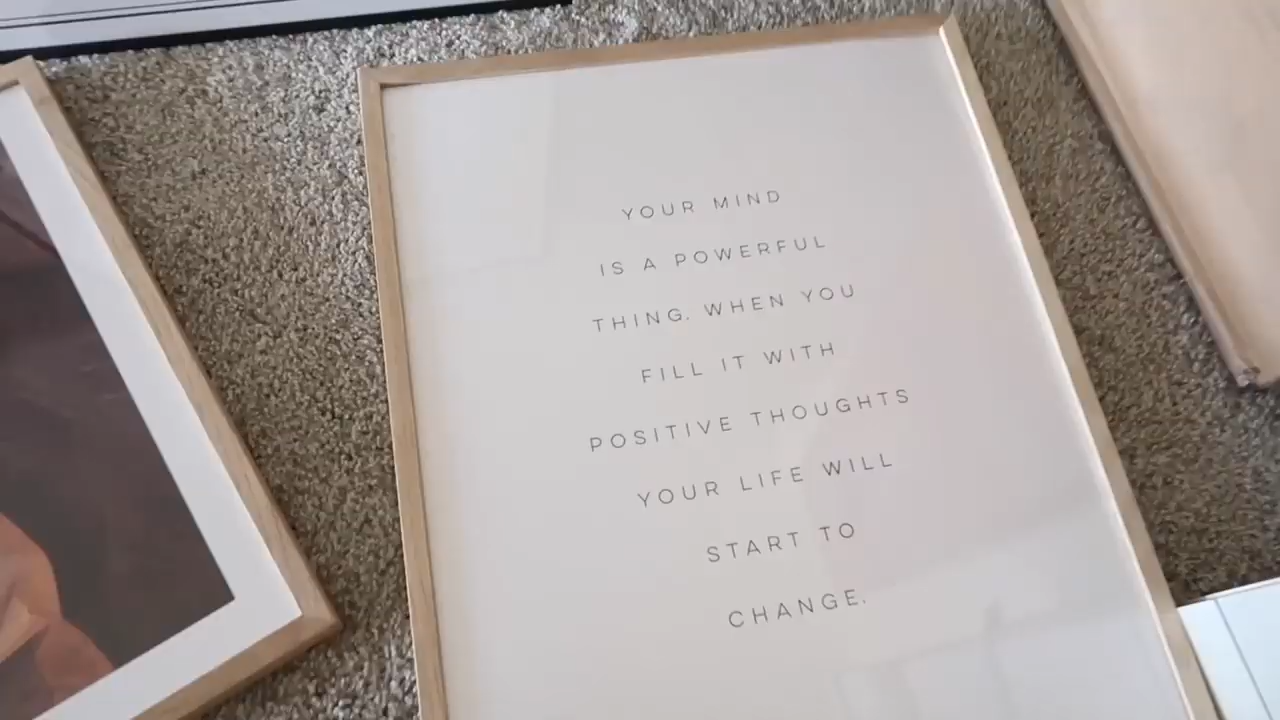 YOUR MIND
IS A POWERFUL
THING. WHEN YOU
FILL IT WITH
POSITIVE THOUGHTS
YOUR LIFE WILL
START TO
CHANGE.